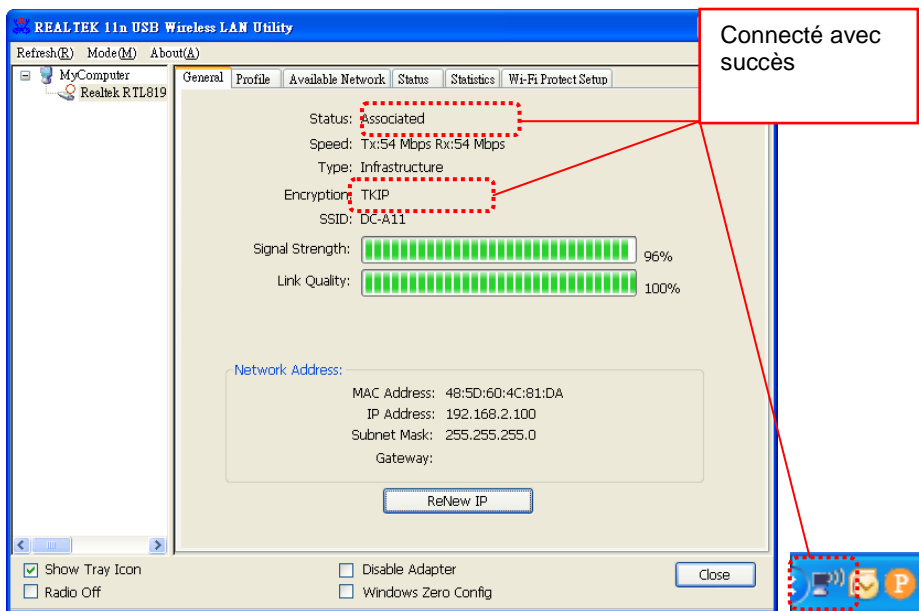 REALTEK 11n USB Wireless LAN Utility
Connecté avec
succès
Refresh(R) Mode(M) About(A)
MyComputer
Realtek RTL819
General Profile Available Network Status Statistics Wi-Fi Protect Setup
Status: Associated
Speed: Tx:54 Mbps Rx:54 Mbps
Type: Infrastructure
Encryption: TKIP
SSID: DC-A11
Signal Strength: 96%
Link Quality: 100%
Network Address:
MAC Address: 48:5D:60:4C:81:DA
IP Address: 192.168.2.100
Subnet Mask: 255.255.255.0
Gateway:
ReNew IP
Show Tray Icon
Radio Off
Disable Adapter
Windows Zero Config
Close
P